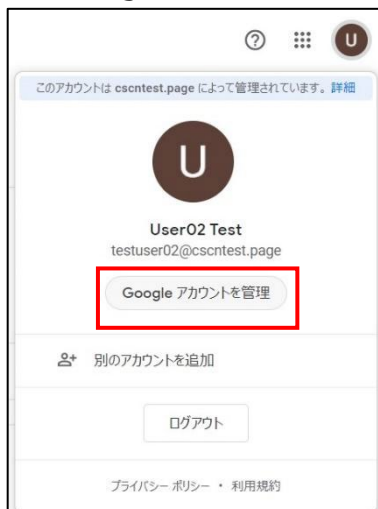 U
このアカウントは cscntest.page によって管理されています。 詳細
U
User02 Test
testuser02@cscntest.page
Google アカウントを管理
別のアカウントを追加
ログアウト
プライバシー ポリシー ・ 利用規約